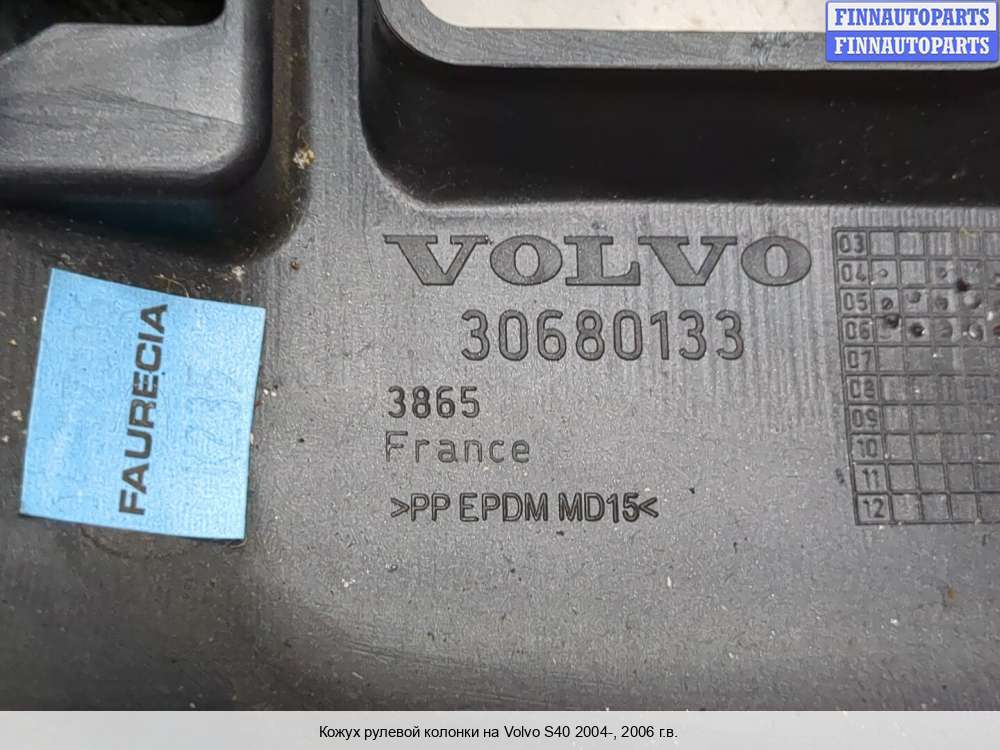 FINNAUTOPARTS
FINNAUTOPARTS
VOLVO
30680133
3865
France
>PP EPDM MD15<
FAURECIA
03
04
05
06
07
08
09
10
11
12
Кожух рулевой колонки на Volvo S40 2004-, 2006 г.в.